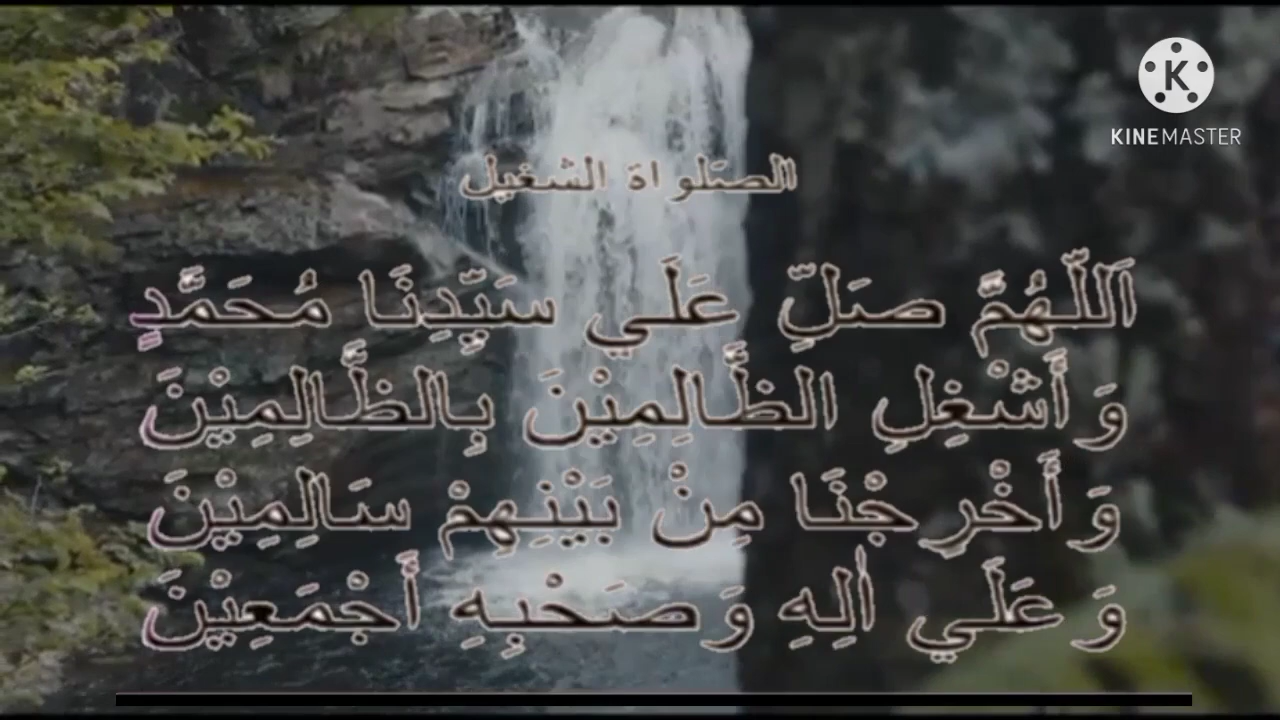 KINEMASTER
الصلواة الشغيل
اَللّٰهُمَّ صَلِّ عَلَي سَيِّدِنَا مُحَمَّدٍ
وَ أَشْغِلِ الظَّالِمِيْنَ بِالظَّالِمِيْنَ
وَ أَخْرِجْنَا مِنْ بَيْنِهِمْ سَالِمِيْنَ
وَ عَلَي اٰلِهِ وَ صَحْبِهِ أَجْمَعِيْنَ